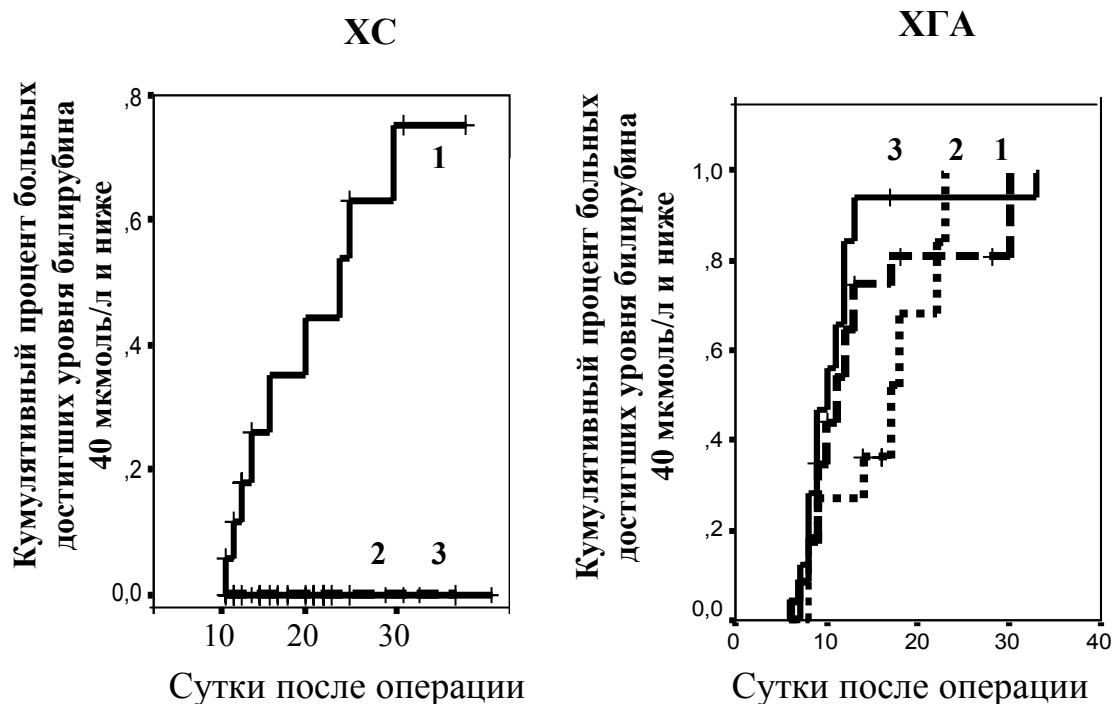 ХС
Кумулятивный процент больных
достигших уровня билирубина
40 мкмоль/л и ниже
,8
,6
,4
,2
0,0
1
2 3
10 20 30
Сутки после операции
ХГА
Кумулятивный процент больных
достигших уровня билирубина
40 мкмоль/л и ниже
3 2 1
1,0
,8
,6
,4
,2
0,0
0 10 20 30 40
Сутки после операции